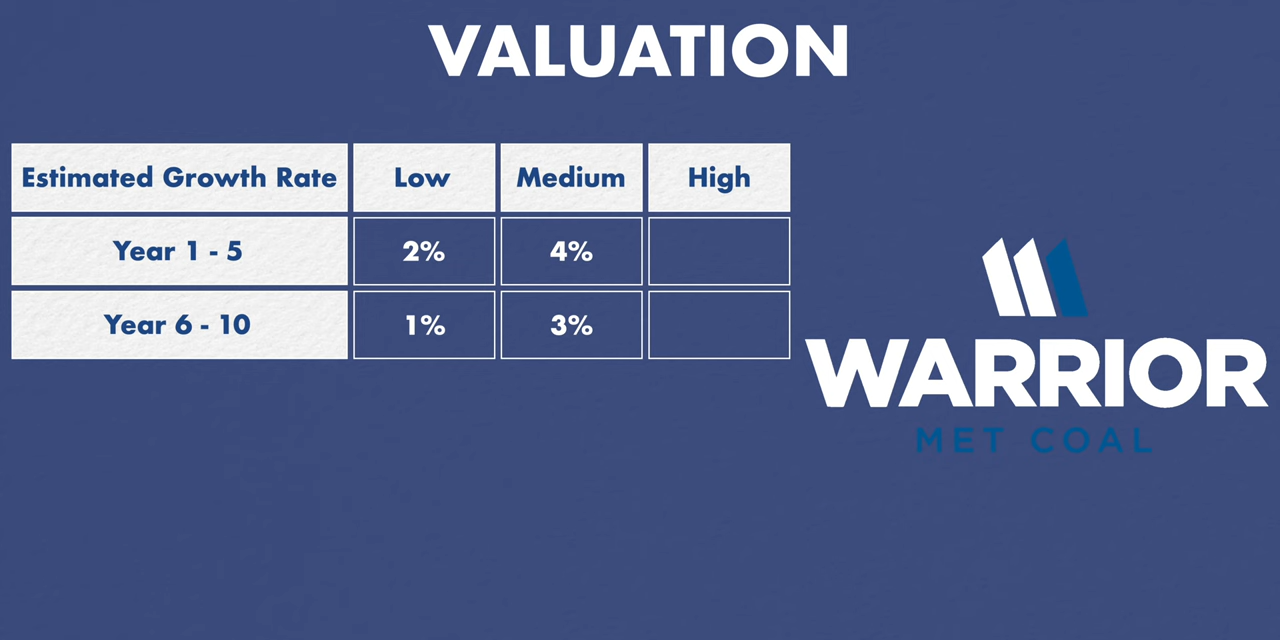 VALUATION
Estimated Growth Rate Low Medium High
Year 1 - 5 2% 4%
Year 6 - 10 1% 3%
WARRIOR
MET COAL